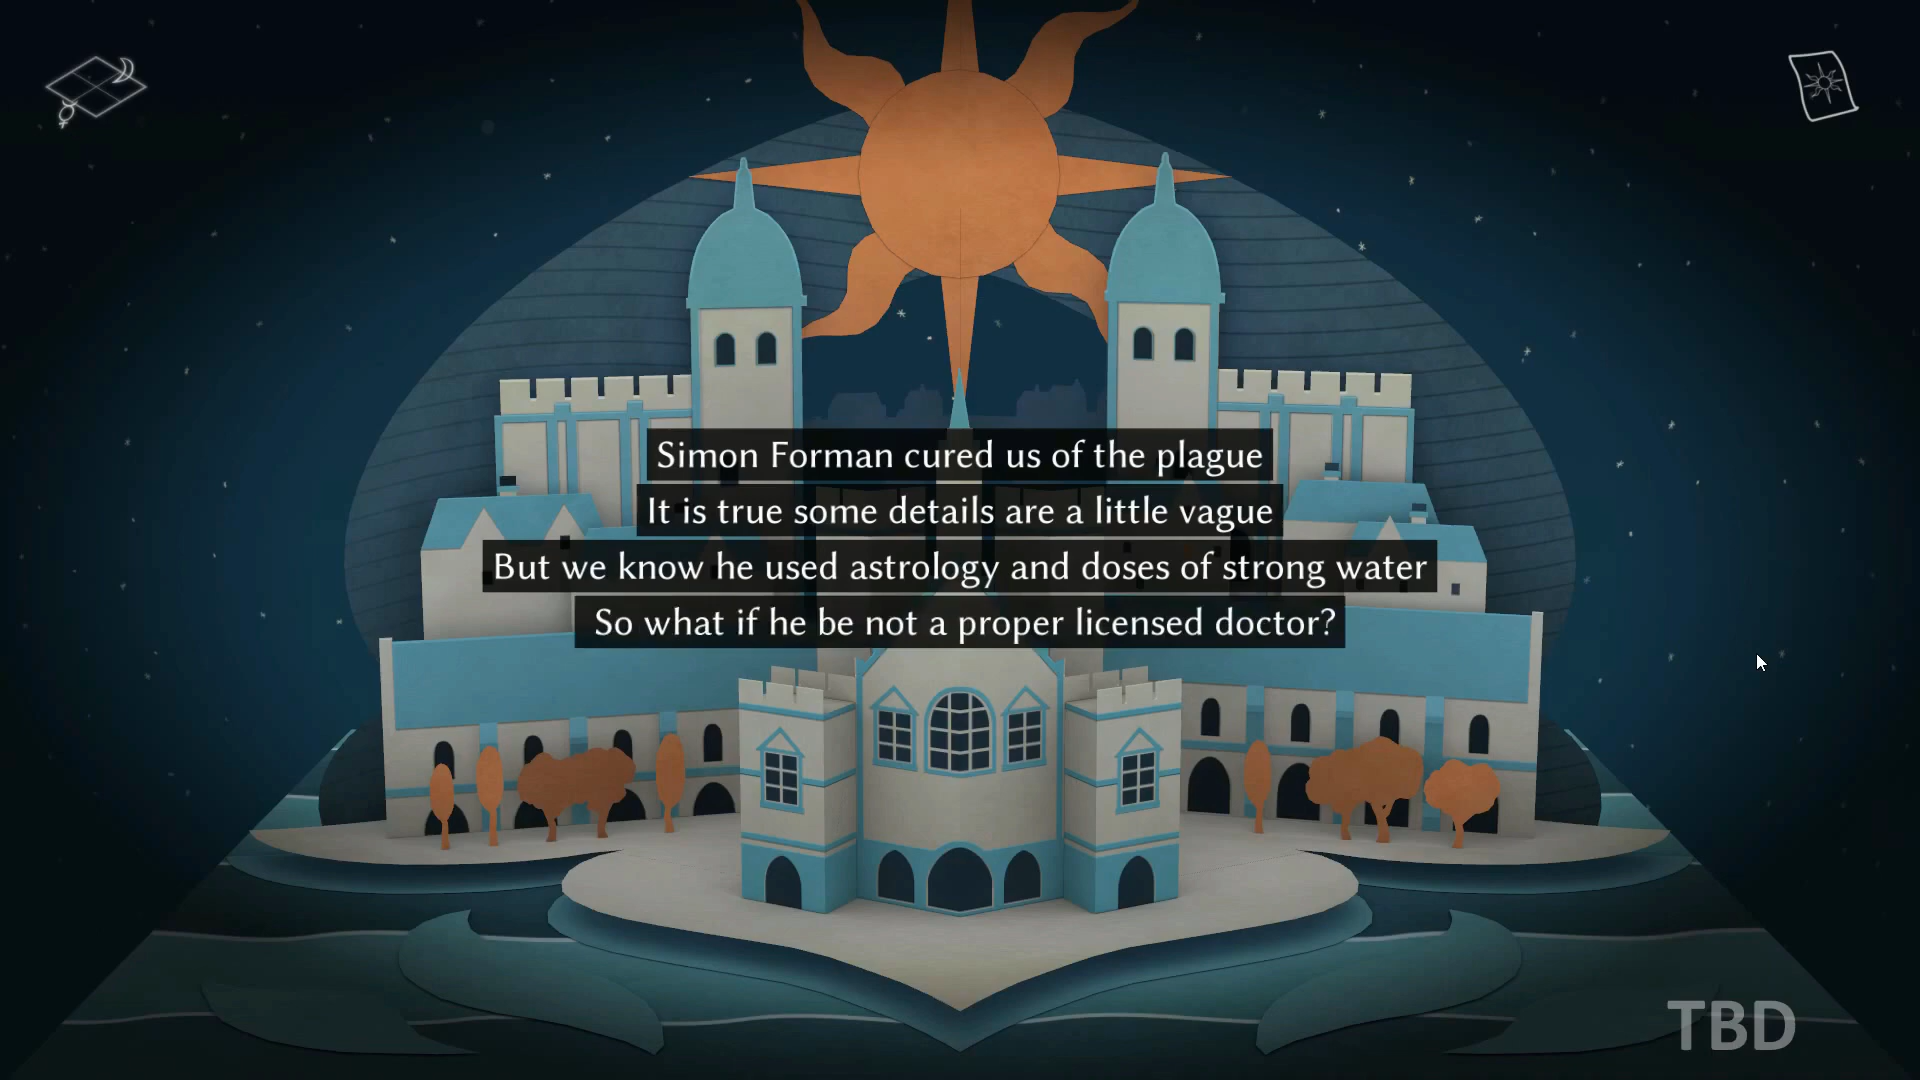 Simon Forman cured us of the plague
It is true some details are a little vague
But we know he used astrology and doses of strong water
So what if he be not a proper licensed doctor?
TBD